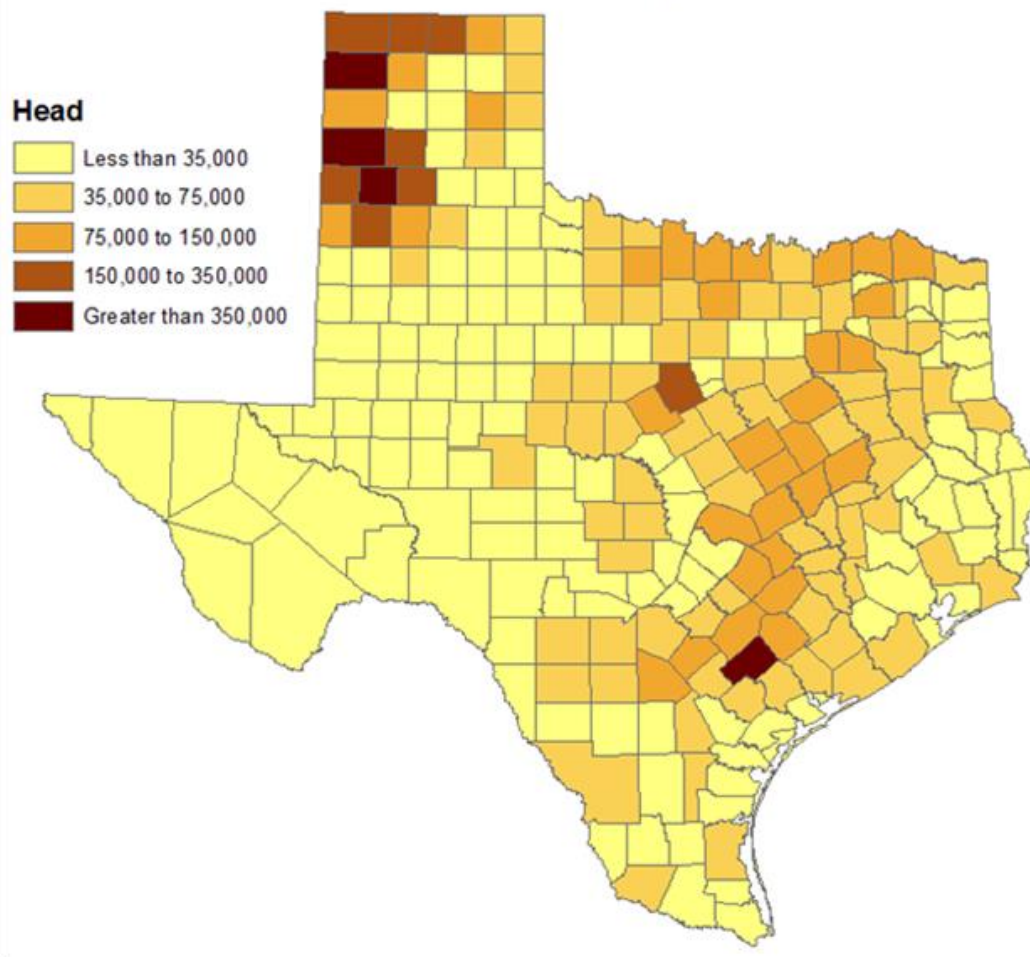 Head
Less than 35,000
35,000 to 75,000
75,000 to 150,000
150,000 to 350,000
Greater than 350,000